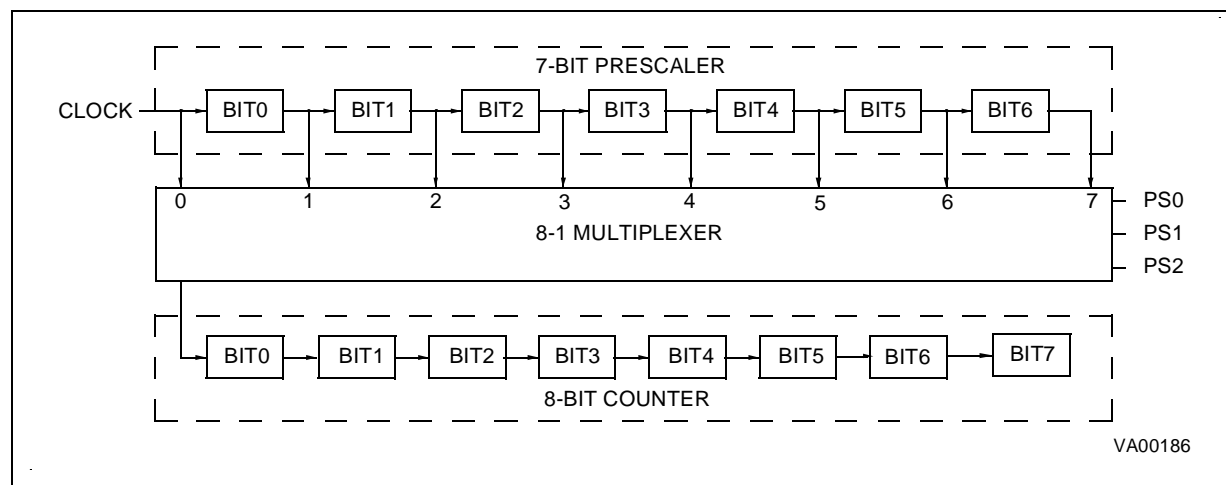 7-BIT PRESCALER
CLOCK BIT0 BIT1 BIT2 BIT3 BIT4 BIT5 BIT6
0 1 2 3 4 5 6 7
PS0
8-1 MULTIPLEXER PS1
PS2
BIT0 BIT1 BIT2 BIT3 BIT4 BIT5 BIT6 BIT7
8-BIT COUNTER
VA00186